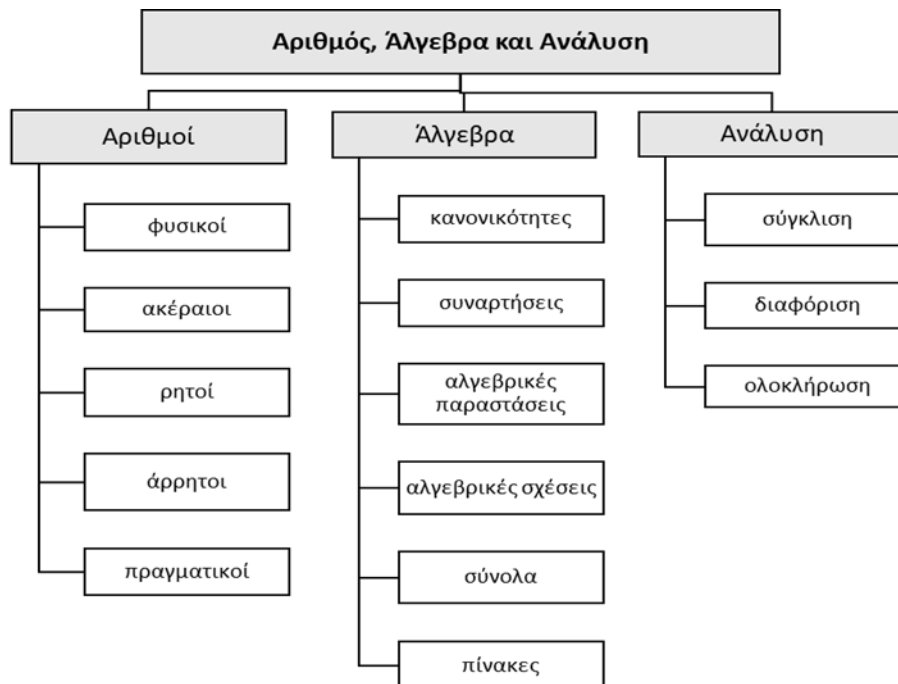 Αριθμός, Άλγεβρα και Ανάλυση
Αριθμοί
φυσικοί
ακέραιοι
ρητοί
άρρητοι
πραγματικοί
Άλγεβρα
κανονικότητες
συναρτήσεις
αλγεβρικές
παραστάσεις
αλγεβρικές σχέσεις
σύνολα
πίνακες
Ανάλυση
σύγκλιση
διαφόριση
ολοκλήρωση